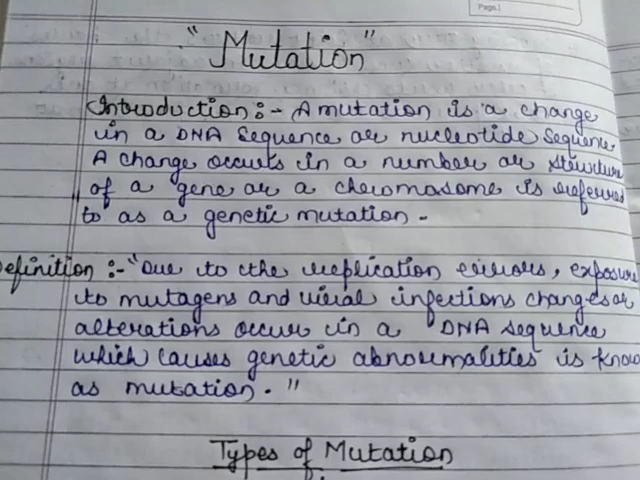 Page.
"Mutation"
Introduction :- A mutation is a change
in a DNA Sequence or nucleotide Sequence
A change occurs in a number or structure
of a gene or a chromosome is referred
to as a genetic mutation.
Definition :- "Due to the replication errors, exposure
to mutagens and viral infections changes or
alterations occur in a DNA sequence
which causes genetic abnormalities is know
as mutation."
Types of Mutation